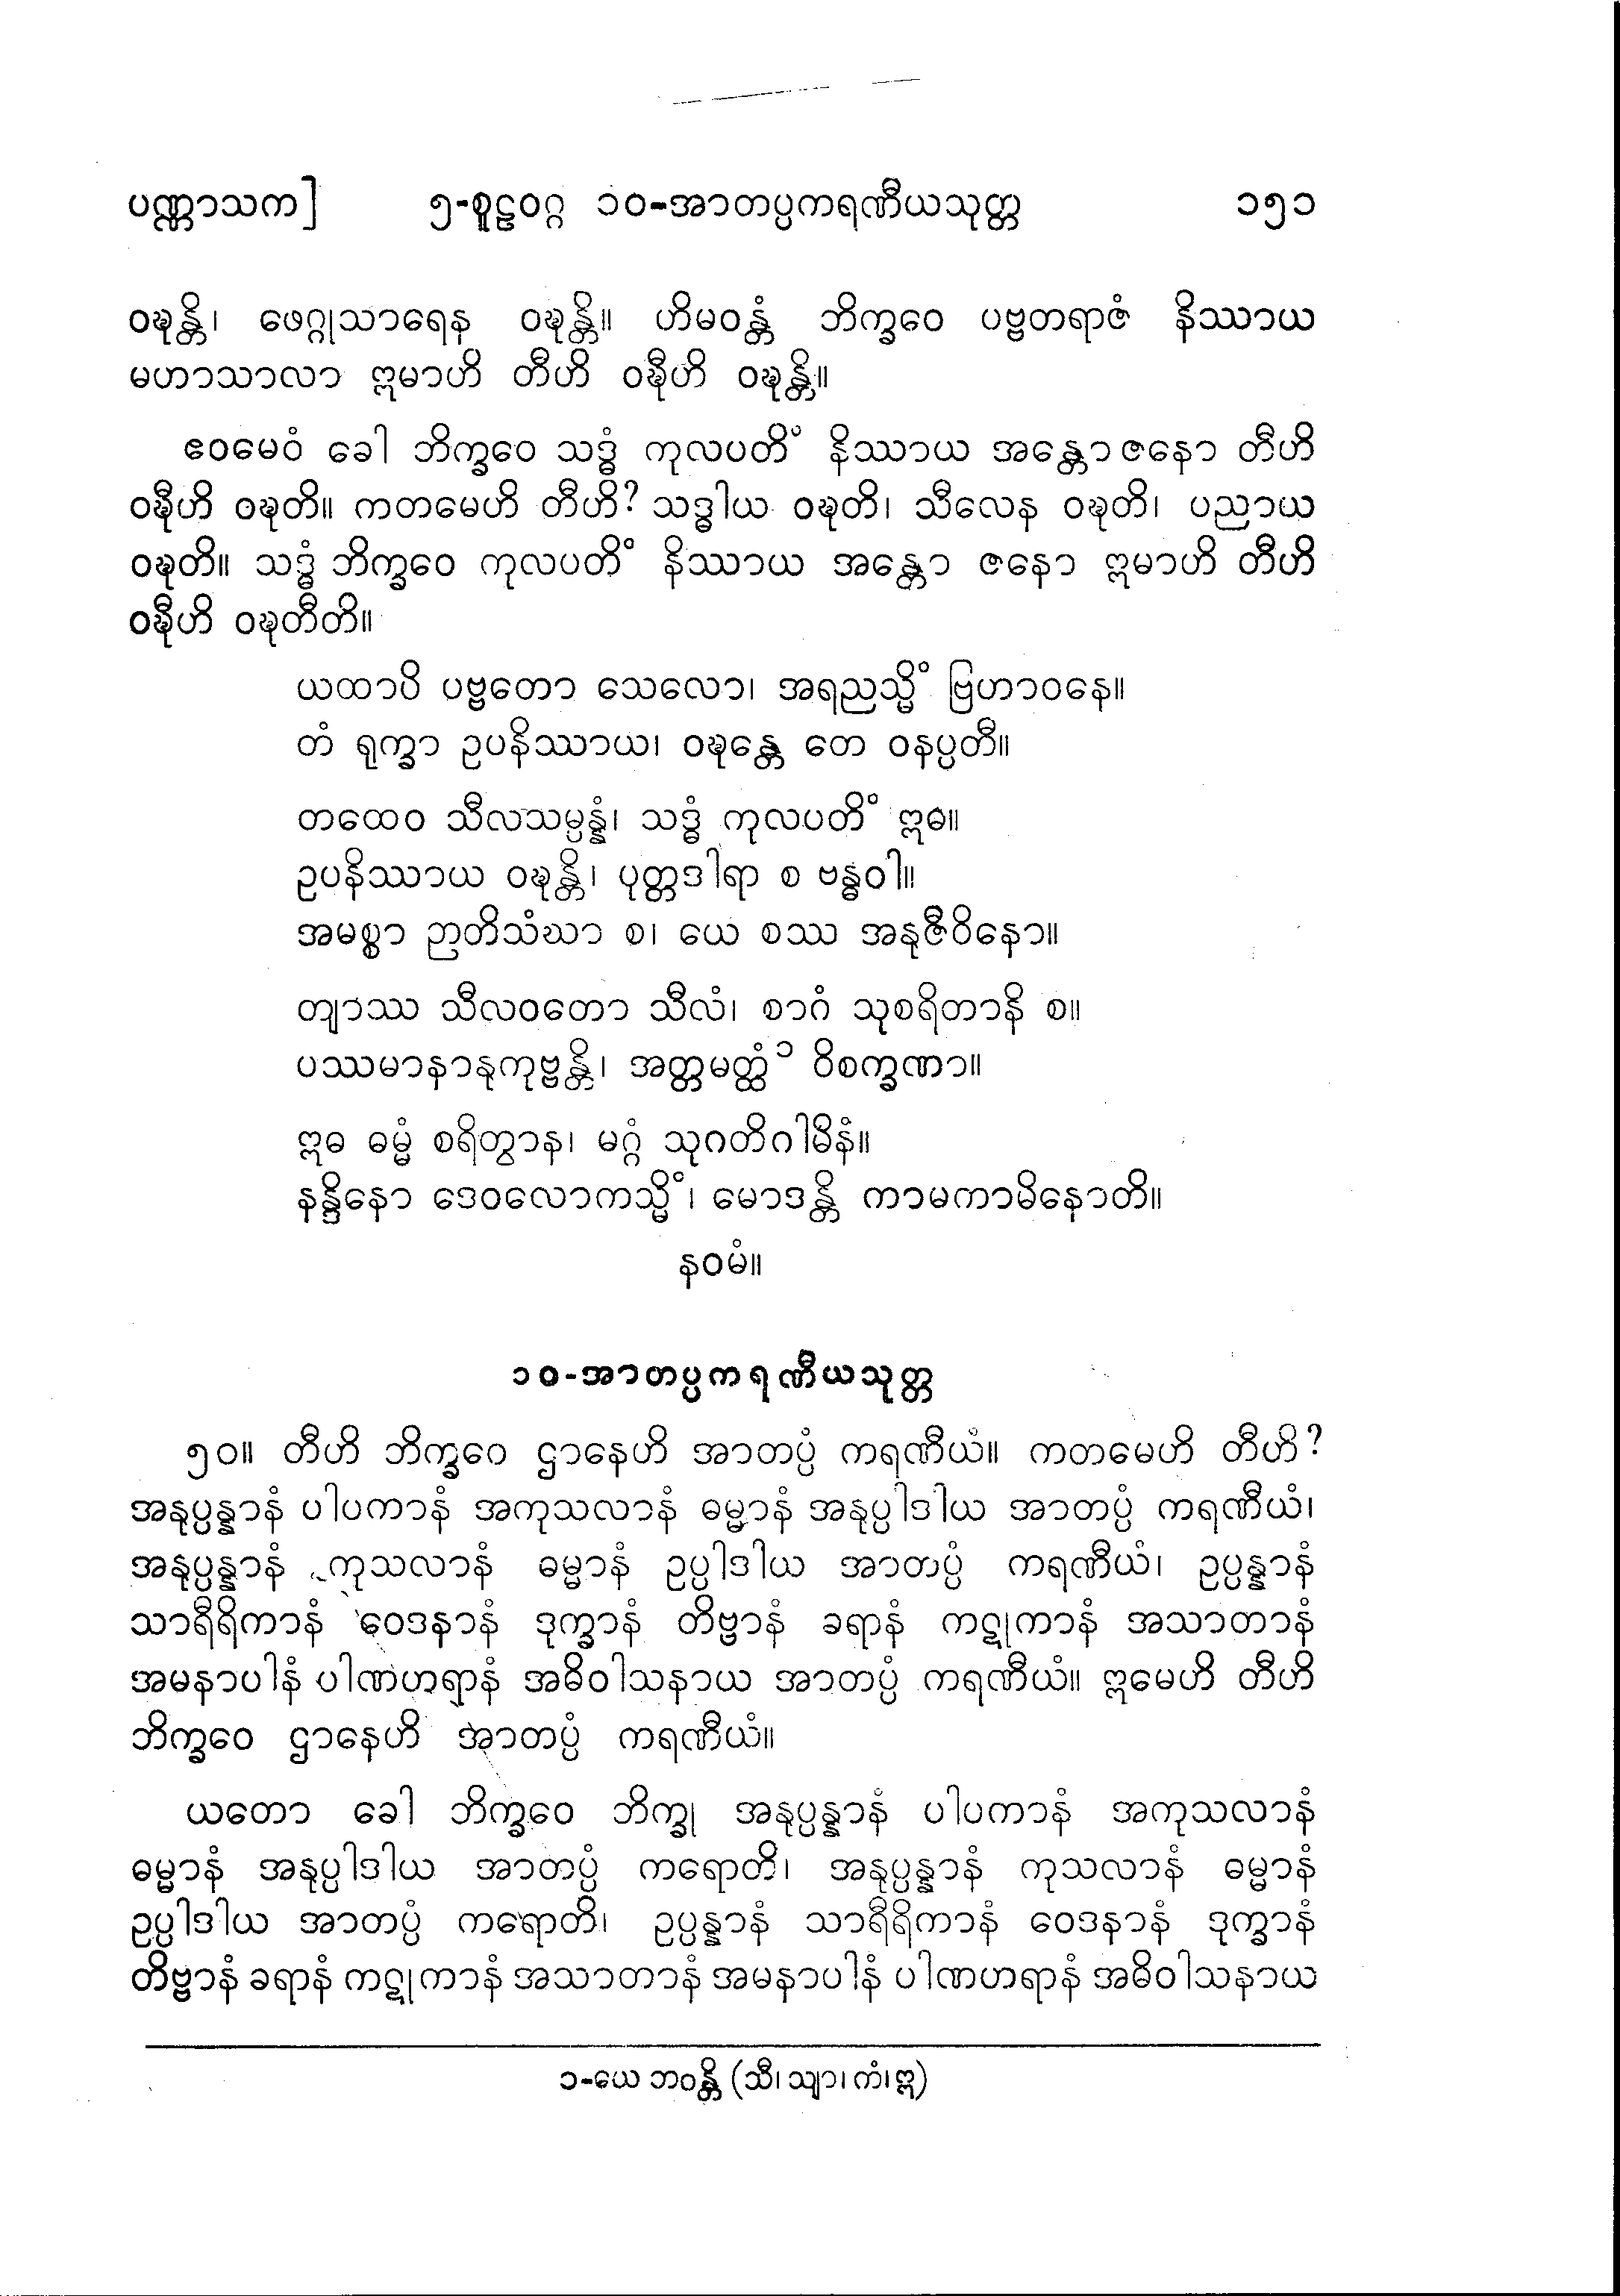 ပဏ္ဏာသက] ၅-စူဠဝဂ္ဂ ၁၀-အာတပ္ပကရဏီယသုတ္တ ၁၅၁
ဝဍ္ဎန္တိ၊ ဖေဂ္ဂုသာရေန ဝဍ္ဎန္တိ။ ဟိမဝန္တံ ဘိက္ခဝေ ပဗ္ဗတရာဇံ နိဿာယ
မဟာသာလာ ဣမာဟိ တီဟိ ဝဍ္ဎီဟိ ဝဍ္ဎန္တိ။
ဧဝမေဝံ ခေါ ဘိက္ခဝေ သဒ္ဓံ ကုလပတိံ နိဿာယ အန္တောဇနော တီဟိ
ဝဍ္ဎီဟိ ဝဍ္ဎတိ။ ကတမေဟိ တီဟိ? သဒ္ဓါယ ဝဍ္ဎတိ၊ သီလေန ဝဍ္ဎတိ၊ ပညာယ
ဝဍ္ဎတိ။ သဒ္ဓံ ဘိက္ခဝေ ကုလပတိံ နိဿာယ အန္တော ဇနော ဣမာဟိ တီဟိ
ဝဍ္ဎီဟိ ဝဍ္ဎတီတိ။
ယထာပိ ပဗ္ဗတော သေလော၊ အရညသ္မိံ ဗြဟာဝနေ။
တံ ရုက္ခာ ဥပနိဿာယ၊ ဝဍ္ဎန္တေ တေ ဝနပ္ပတီ။
တထေဝ သီလသမ္ပန္နံ၊ သဒ္ဓံ ကုလပတိံ ဣဓ။
ဥပနိဿာယ ဝဍ္ဎန္တိ၊ ပုတ္တဒါရာ စ ဗန္ဓဝါ။
အမစ္စာ ဉာတိသံဃာ စ၊ ယေ စဿ အနုဇီဝိနော။
တျာဿ သီလဝတော သီလံ၊ စာဂံ သုစရိတာနိ စ။
ပဿမာနာနုကုဗ္ဗန္တိ၊ အတ္တမတ္ထံ ၁ ဝိစက္ခဏာ။
ဣဓ ဓမ္မံ စရိတွာန၊ မဂ္ဂံ သုဂတိဂါမိနံ။
နန္ဒိနော ဒေဝလောကသ္မိံ၊ မောဒန္တိ ကာမကာမိနောတိ။
နဝမံ။
၁၀-အာတပ္ပကရဏီယသုတ္တ
၅၀။ တီဟိ ဘိက္ခဝေ ဌာနေဟိ အာတပ္ပံ ကရဏီယံ။ ကတမေဟိ တီဟိ?
အနုပ္ပန္နာနံ ပါပကာနံ အကုသလာနံ ဓမ္မာနံ အနုပ္ပါဒါယ အာတပ္ပံ ကရဏီယံ၊
အနုပ္ပန္နာနံ ကုသလာနံ ဓမ္မာနံ ဥပ္ပါဒါယ အာတပ္ပံ ကရဏီယံ၊ ဥပ္ပန္နာနံ
သာရီရိကာနံ ဝေဒနာနံ ဒုက္ခာနံ တိဗ္ဗာနံ ခရာနံ ကဋုကာနံ အသာတာနံ
အမနာပါနံ ပါဏဟရာနံ အဓိဝါသနာယ အာတပ္ပံ ကရဏီယံ။ ဣမေဟိ တီဟိ
ဘိက္ခဝေ ဌာနေဟိ အာတပ္ပံ ကရဏီယံ။
ယတော ခေါ ဘိက္ခဝေ ဘိက္ခု အနုပ္ပန္နာနံ ပါပကာနံ အကုသလာနံ
ဓမ္မာနံ အနုပ္ပါဒါယ အာတပ္ပံ ကရောတိ၊ အနုပ္ပန္နာနံ ကုသလာနံ ဓမ္မာနံ
ဥပ္ပါဒါယ အာတပ္ပံ ကရောတိ၊ ဥပ္ပန္နာနံ သာရီရိကာနံ ဝေဒနာနံ ဒုက္ခာနံ
တိဗ္ဗာနံ ခရာနံ ကဋုကာနံ အသာတာနံ အမနာပါနံ ပါဏဟရာနံ အဓိဝါသနာယ
၁-ယေ ဘဝန္တိ (သီ၊ သျာ၊ ကံ၊ ဣ)